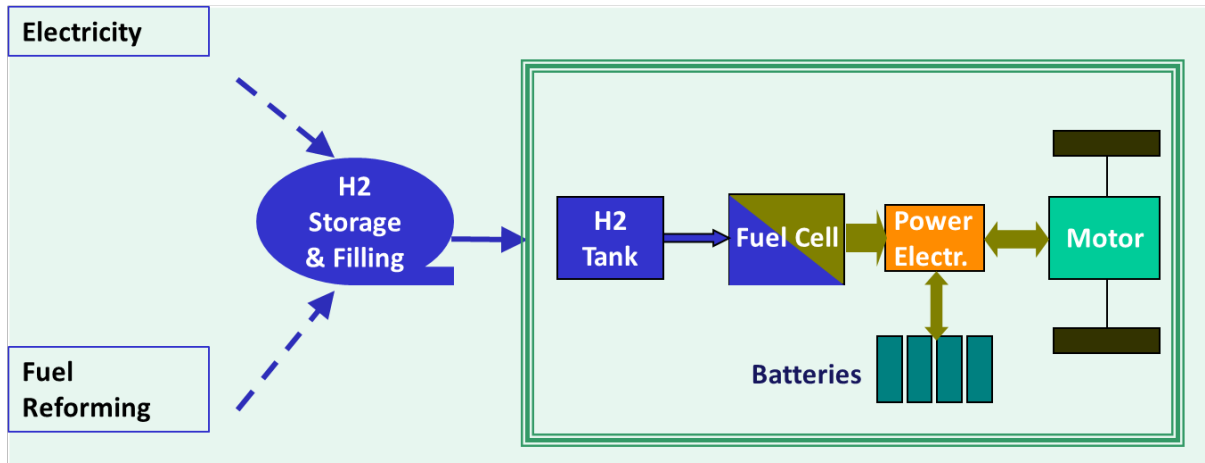 Electricity
H2
Storage
& Filling
Fuel
Reforming
H2
Tank
Fuel Cell
Power
Electr.
Motor
Batteries